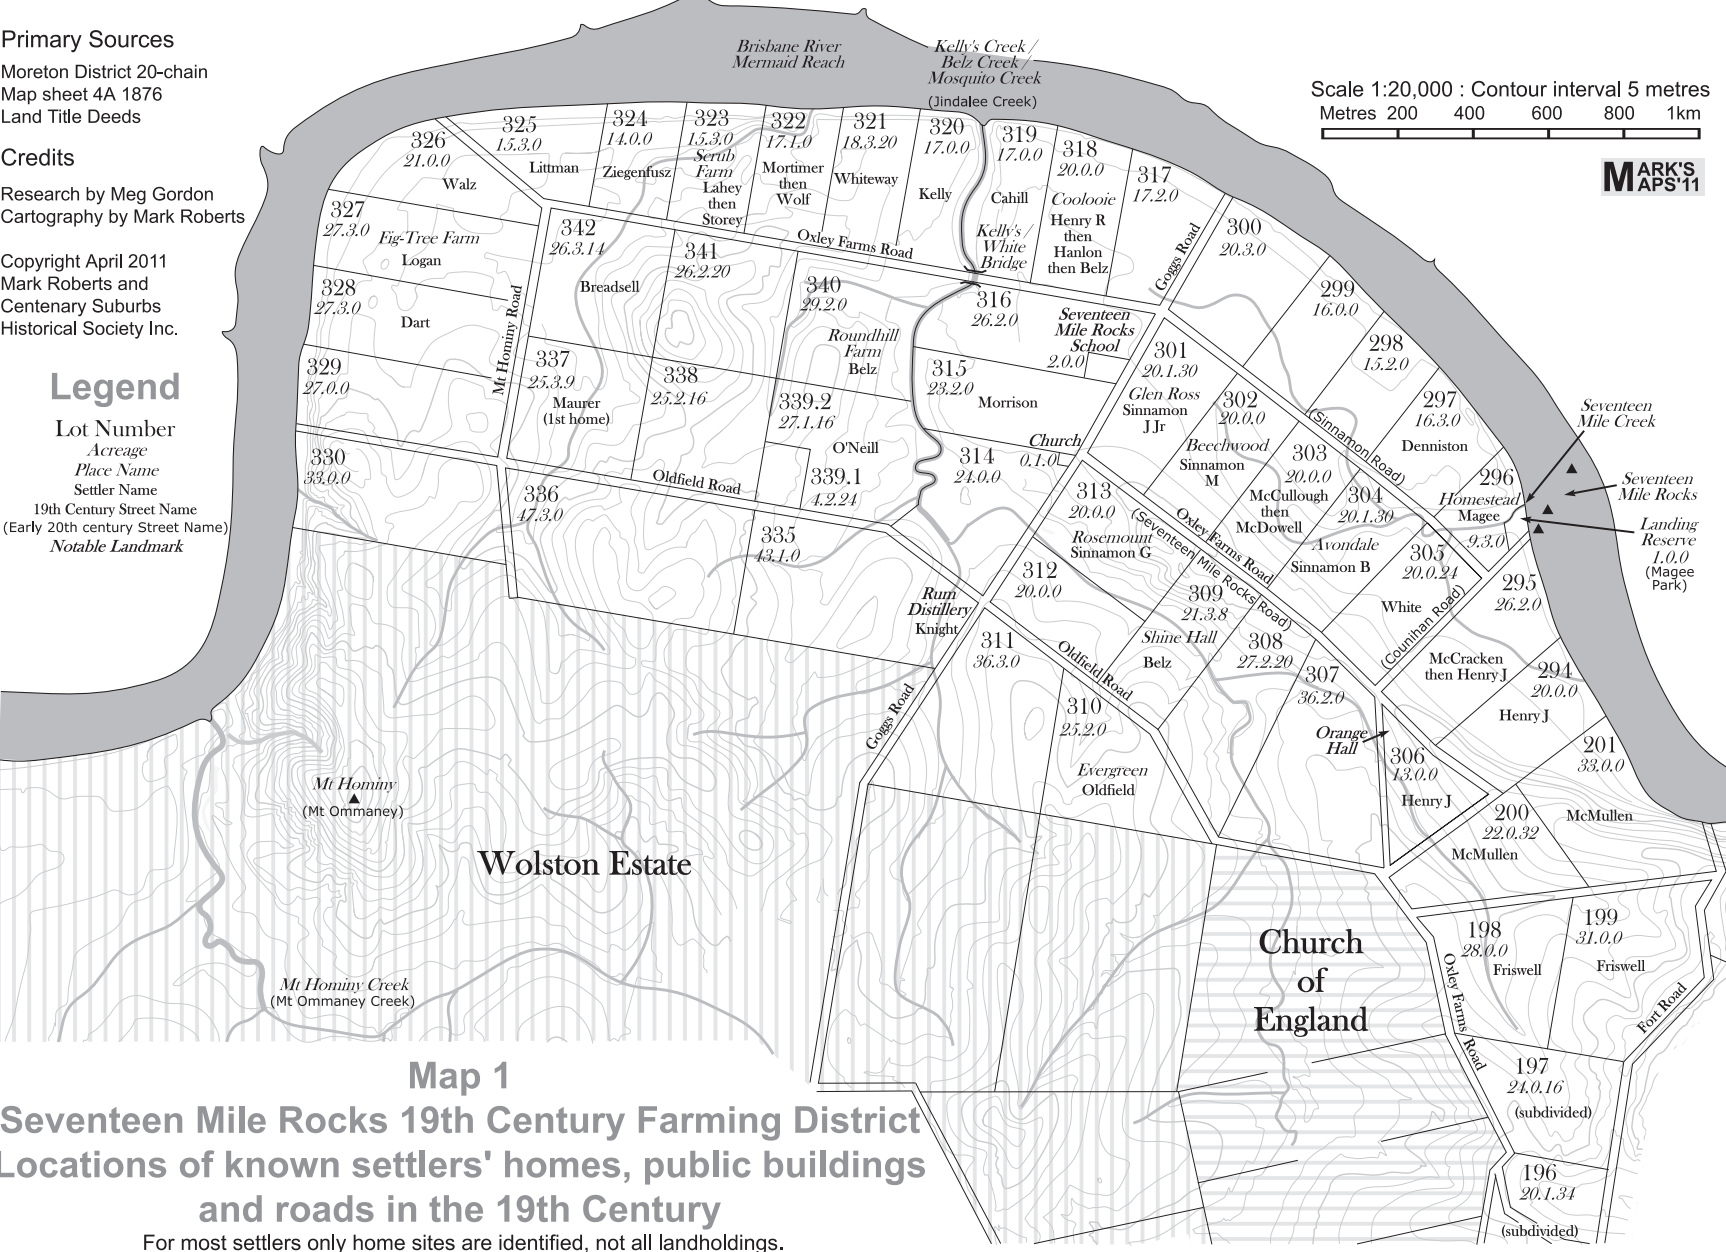 Primary Sources
Moreton District 20-chain
Map sheet 4A 1876
Land Title Deeds
Credits
Research by Meg Gordon
Cartography by Mark Roberts
Copyright April 2011
Mark Roberts and
Centenary Suburbs
Historical Society Inc.
Legend
Lot Number
Acreage
Place Name
Settler Name
19th Century Street Name
(Early 20th century Street Name)
Notable Landmark
Brisbane River
Mermaid Reach
Kelly's Creek /
Belz Creek /
Mosquito Creek
(Jindalee Creek)
Scale 1:20,000 : Contour interval 5 metres
Metres 200 400 600 800 1km
MARK'S
MAPS'11
326
21.0.0
Walz
325
15.3.0
Littman
324
14.0.0
Ziegenfusz
323
15.3.0
Scrub
Farm
Lahey
then
Storey
322
17.1.0
Mortimer
then
Wolf
321
18.3.20
Whiteway
320
17.0.0
Kelly
319
17.0.0
Cahill
Kelly's /
White
Bridge
318
20.0.0
Coolooie
Henry R
then
Hanlon
then Belz
317
17.2.0
Goggs Road
300
20.3.0
327
27.3.0
Fig-Tree Farm
Logan
328
27.3.0
Dart
329
27.0.0
330
33.0.0
Mt Hominy Road
342
26.3.14
Breadsell
341
26.2.20
Oxley Farms Road
340
29.2.0
Roundhill
Farm
Belz
316
26.2.0
Seventeen
Mile Rocks
School
2.0.0
315
23.2.0
Morrison
337
25.3.9
Maurer
(1st home)
338
25.2.16
339.2
27.1.16
O'Neill
339.1
4.2.24
Oldfield Road
336
47.3.0
335
43.1.0
314
24.0.0
Church
0.1.0
301
20.1.30
Glen Ross
Sinnamon
J Jr
302
20.0.0
Beechwood
Sinnamon
M
303
20.0.0
McCullough
then
McDowell
304
20.1.30
Avondale
Sinnamon B
299
16.0.0
298
15.2.0
297
16.3.0
Denniston
(Sinnamon Road)
296
Homestead
Magee
9.3.0
Seventeen
Mile Creek
Seventeen
Mile Rocks
Landing
Reserve
1.0.0
(Magee
Park)
305
20.0.24
White
(Counihan Road)
295
26.2.0
McCracken
then Henry J
294
20.0.0
Henry J
201
33.0.0
McMullen
313
20.0.0
Rosemount
Sinnamon G
Oxley Farms Road
(Seventeen Mile Rocks Road)
312
20.0.0
309
21.3.8
Shine Hall
Belz
308
27.2.20
307
36.2.0
Orange
Hall
306
13.0.0
Henry J
200
22.0.32
McMullen
Rum
Distillery
Knight
311
36.3.0
Oldfield Road
310
25.2.0
Evergreen
Oldfield
Goggs Road
Mt Hominy
(Mt Ommaney)
Wolston Estate
Mt Hominy Creek
(Mt Ommaney Creek)
Church
of
England
198
28.0.0
Friswell
199
31.0.0
Friswell
Oxley Farms Road
Fort Road
197
24.0.16
(subdivided)
196
20.1.34
(subdivided)
Map 1
Seventeen Mile Rocks 19th Century Farming District
Locations of known settlers' homes, public buildings
and roads in the 19th Century
For most settlers only home sites are identified, not all landholdings.